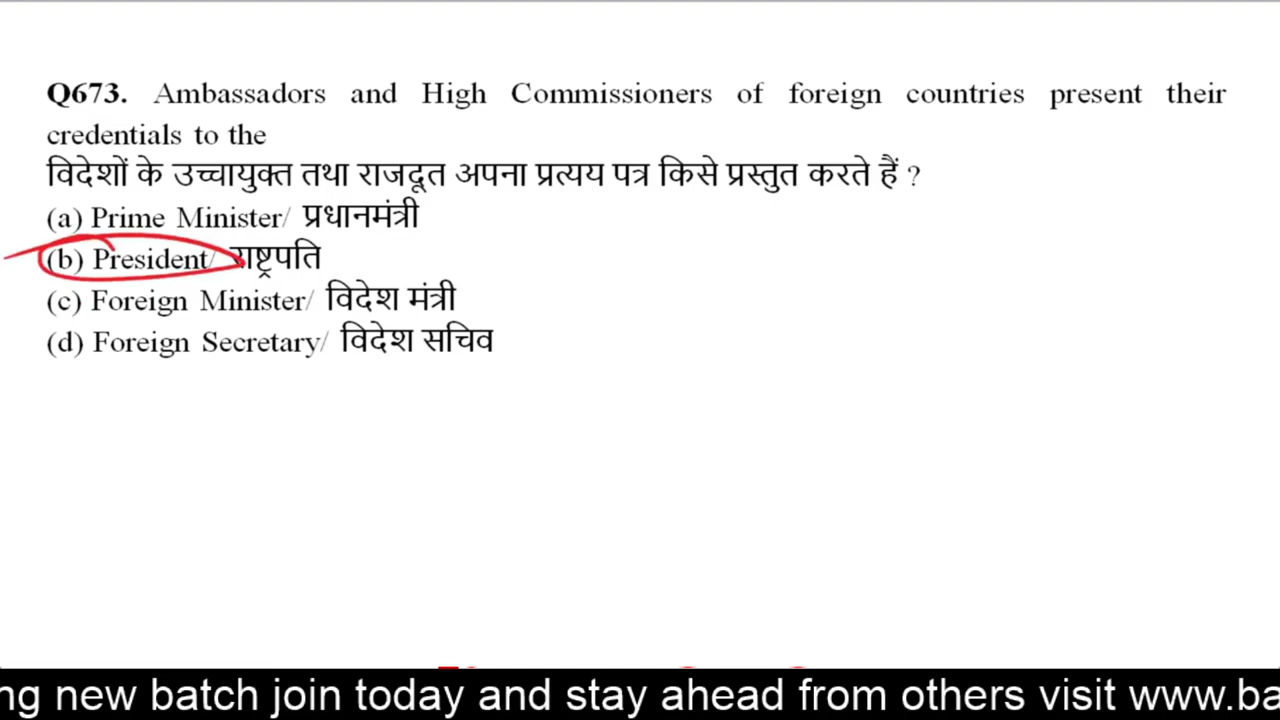 Q673. Ambassadors and High Commissioners of foreign countries present their
credentials to the
विदेशों के उच्चायुक्त तथा राजदूत अपना प्रत्यय पत्र किसे प्रस्तुत करते हैं ?
(a) Prime Minister/ प्रधानमंत्री
(b) President/ राष्ट्रपति
(c) Foreign Minister/ विदेश मंत्री
(d) Foreign Secretary/ विदेश सचिव
ng new batch join today and stay ahead from others visit www.ba